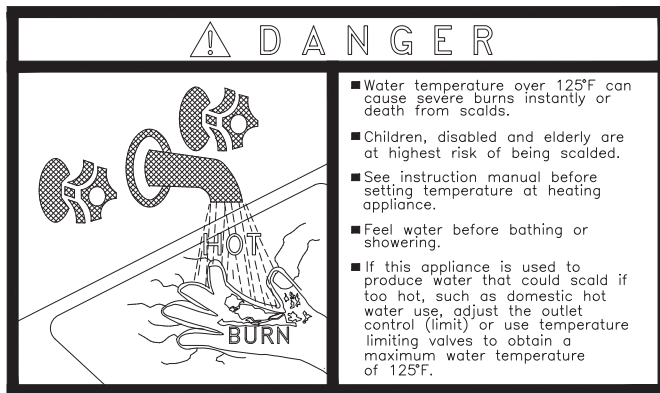 DANGER
HOT
BURN
■ Water temperature over 125°F can
cause severe burns instantly or
death from scalds.
■ Children, disabled and elderly are
at highest risk of being scalded.
■ See instruction manual before
setting temperature at heating
appliance.
■ Feel water before bathing or
showering.
■ If this appliance is used to
produce water that could scald if
too hot, such as domestic hot
water use, adjust the outlet
control (limit) or use temperature
limiting valves to obtain a
maximum water temperature
of 125°F.